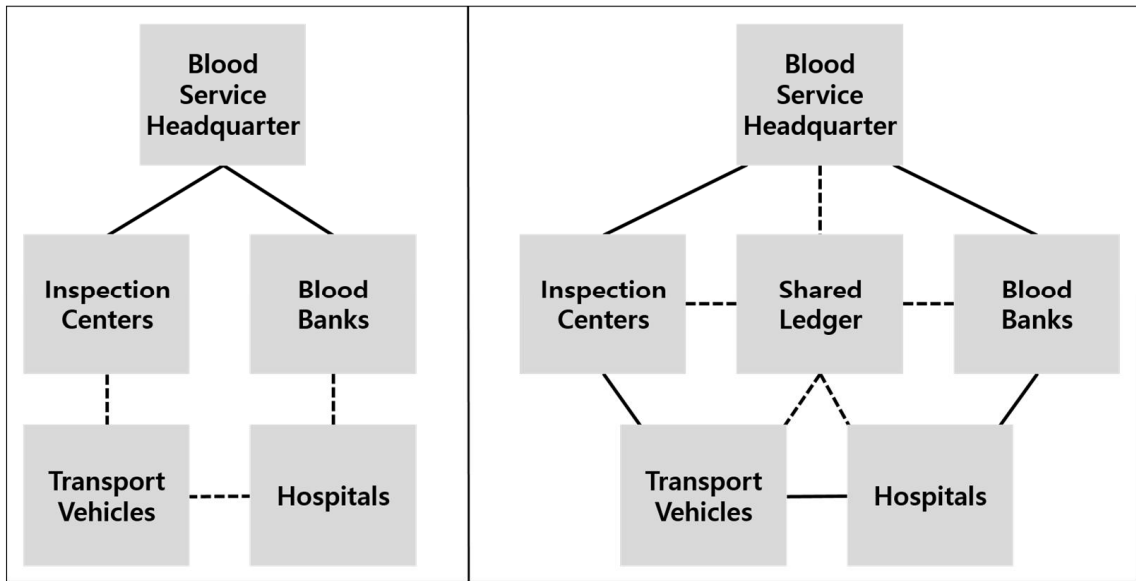 Blood
Service
Headquarter
Inspection
Centers
Blood
Banks
Transport
Vehicles
Hospitals
Blood
Service
Headquarter
Inspection
Centers
Shared
Ledger
Blood
Banks
Transport
Vehicles
Hospitals